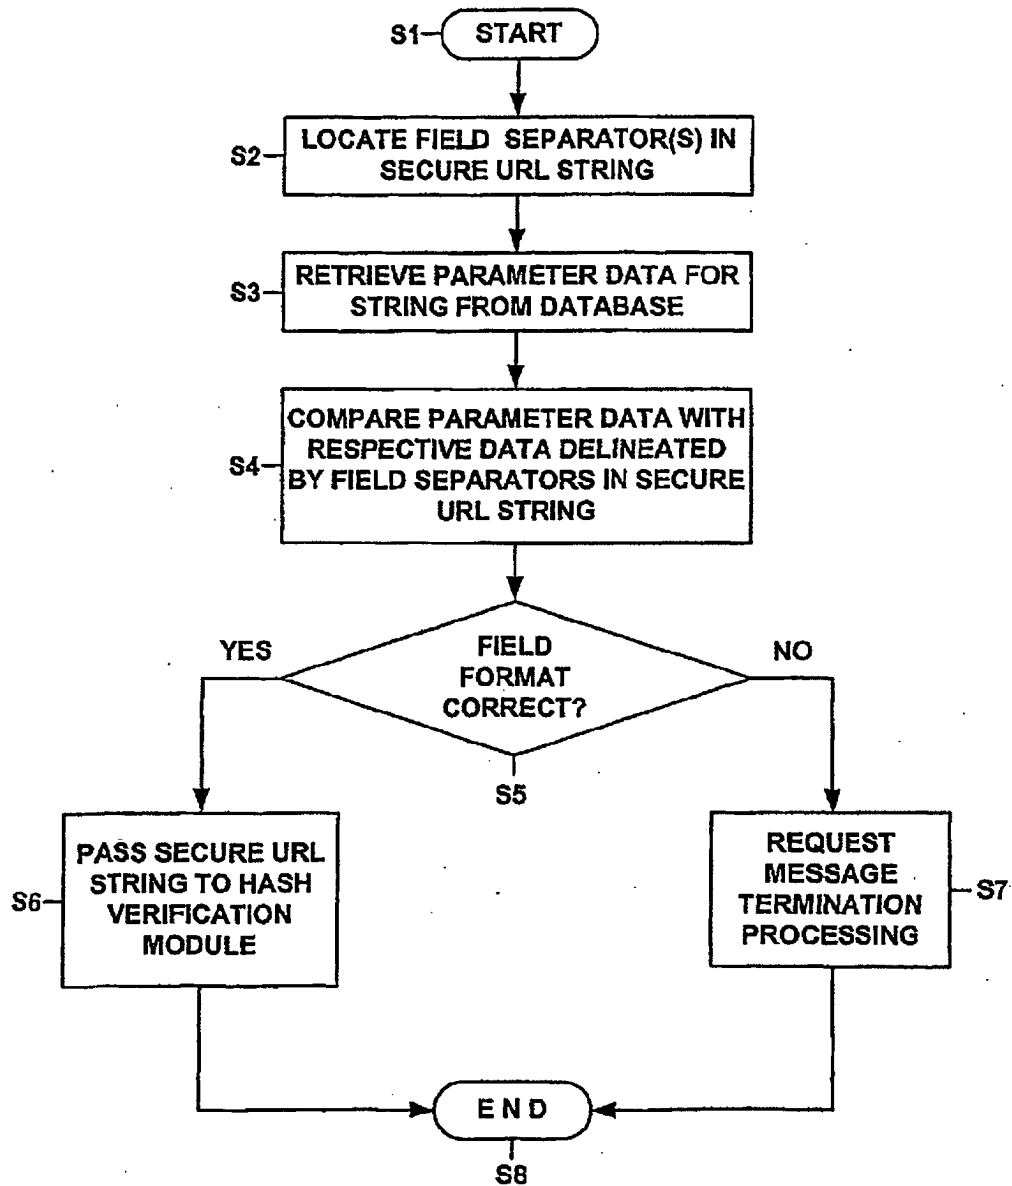 S1
START
S2
LOCATE FIELD SEPARATOR(S) IN
SECURE URL STRING
S3
RETRIEVE PARAMETER DATA FOR
STRING FROM DATABASE
S4
COMPARE PARAMETER DATA WITH
RESPECTIVE DATA DELINEATED
BY FIELD SEPARATORS IN SECURE
URL STRING
YES
NO
FIELD
FORMAT
CORRECT?
S5
S6
PASS SECURE URL
STRING TO HASH
VERIFICATION
MODULE
REQUEST
MESSAGE
TERMINATION
PROCESSING
S7
END
S8